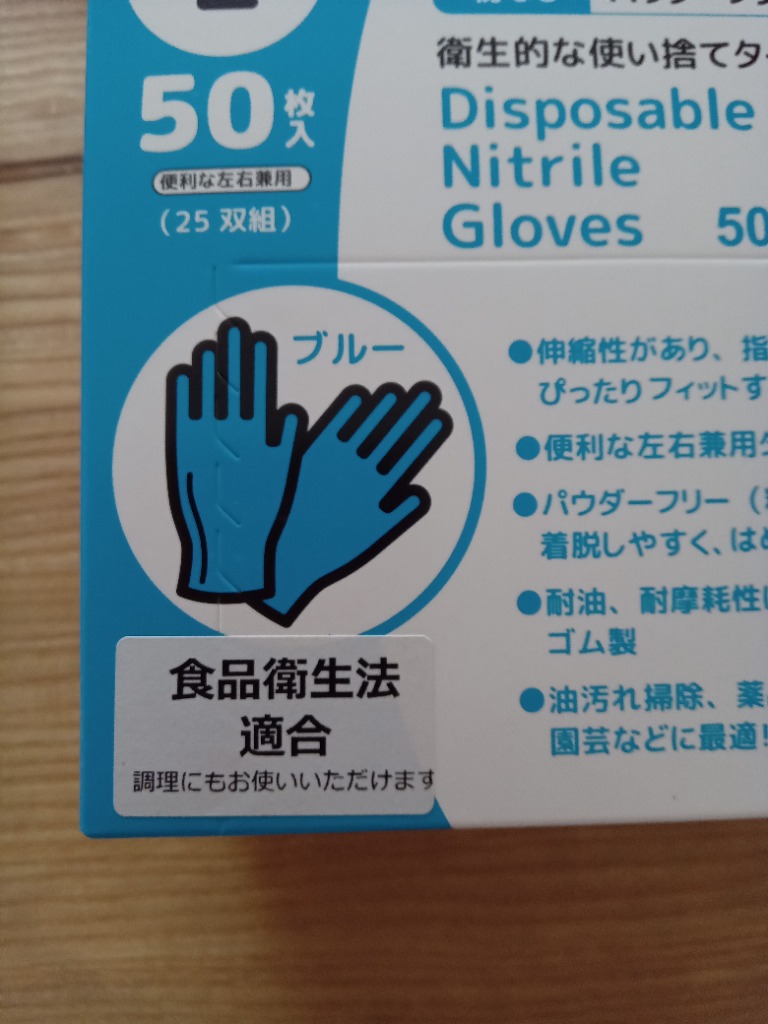 50枚入
便利な左右兼用
(25 双組)
衛生的な使い捨てタ
Disposable
Nitrile
Gloves 50
ブルー
●伸縮性があり、指
ぴったりフィットす
●便利な左右兼用
●パウダーフリー(
着脱しやすく、は
●耐油、耐摩耗性
ゴム製
●油汚れ掃除、薬
園芸などに最適!
食品衛生法
適合
調理にもお使いいただけます